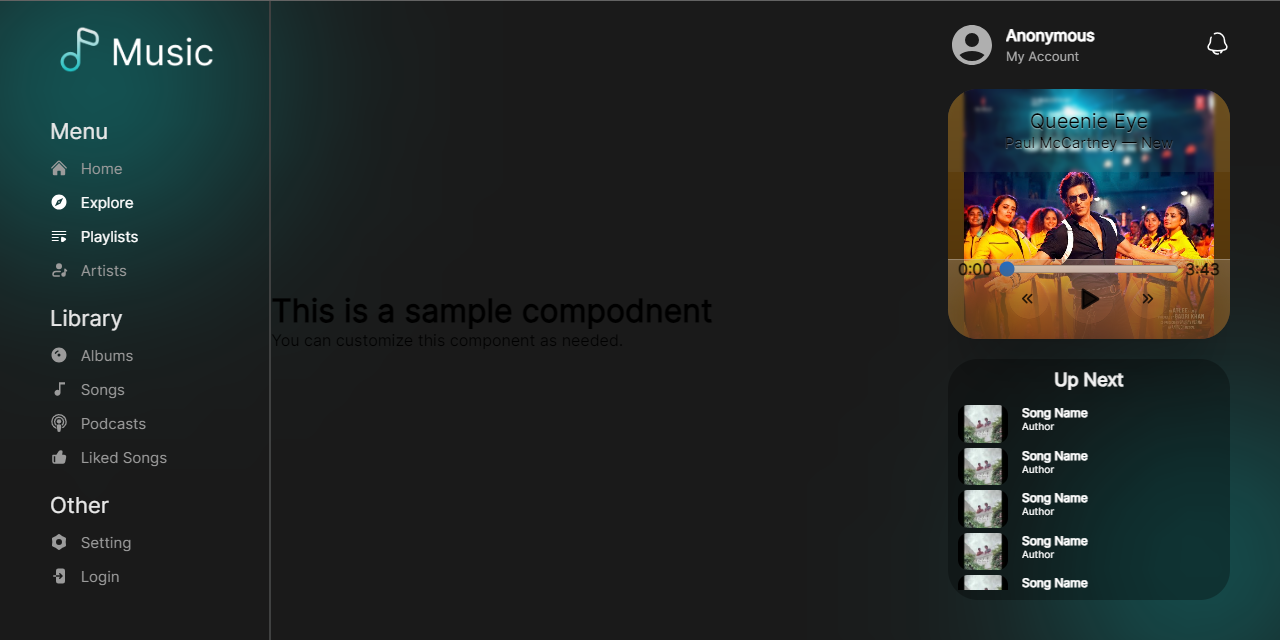 Music
Menu
Home
Explore
Playlists
Artists
Library
Albums
Songs
Podcasts
Liked Songs
Other
Setting
Login
This is a sample compodnent
You can customize this component as needed.
Anonymous
My Account
Queenie Eye
Paul McCartney — New
0:00
3:43
Up Next
Song Name
Author
Song Name
Author
Song Name
Author
Song Name
Author
Song Name